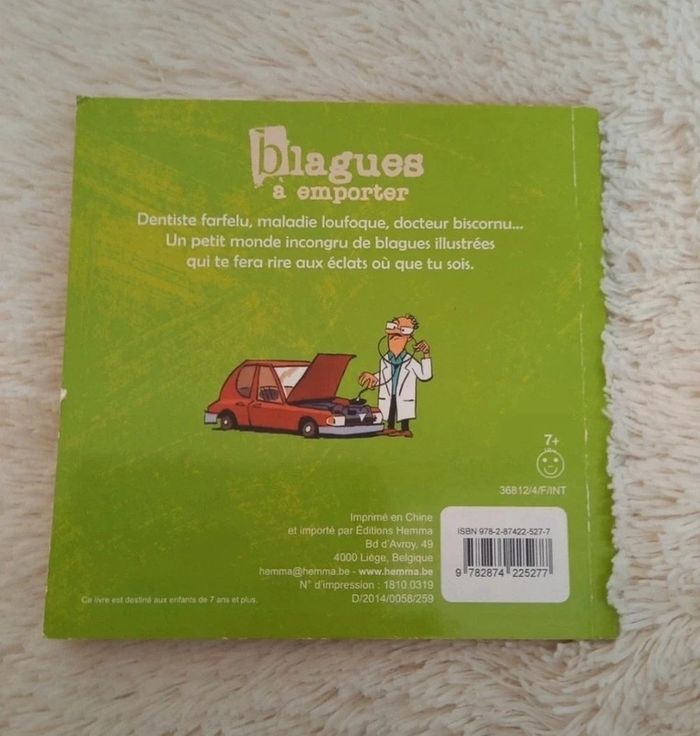 blagues
à emporter
Dentiste farfelu, maladie loufoque, docteur biscornu...
Un petit monde incongru de blagues illustrées
qui te fera rire aux éclats où que tu sois.
7+
36812/4/F/INT
Imprimé en Chine
et importé par Éditions Hemma
Bd d'Avroy, 49
4000 Liège, Belgique
hemma@hemma.be - www.hemma.be
N° d'impression : 1810.0319
D/2014/0058/259
ISBN 978-2-87422-527-7
9 782874 225277
Ce livre est destiné aux enfants de 7 ans et plus.